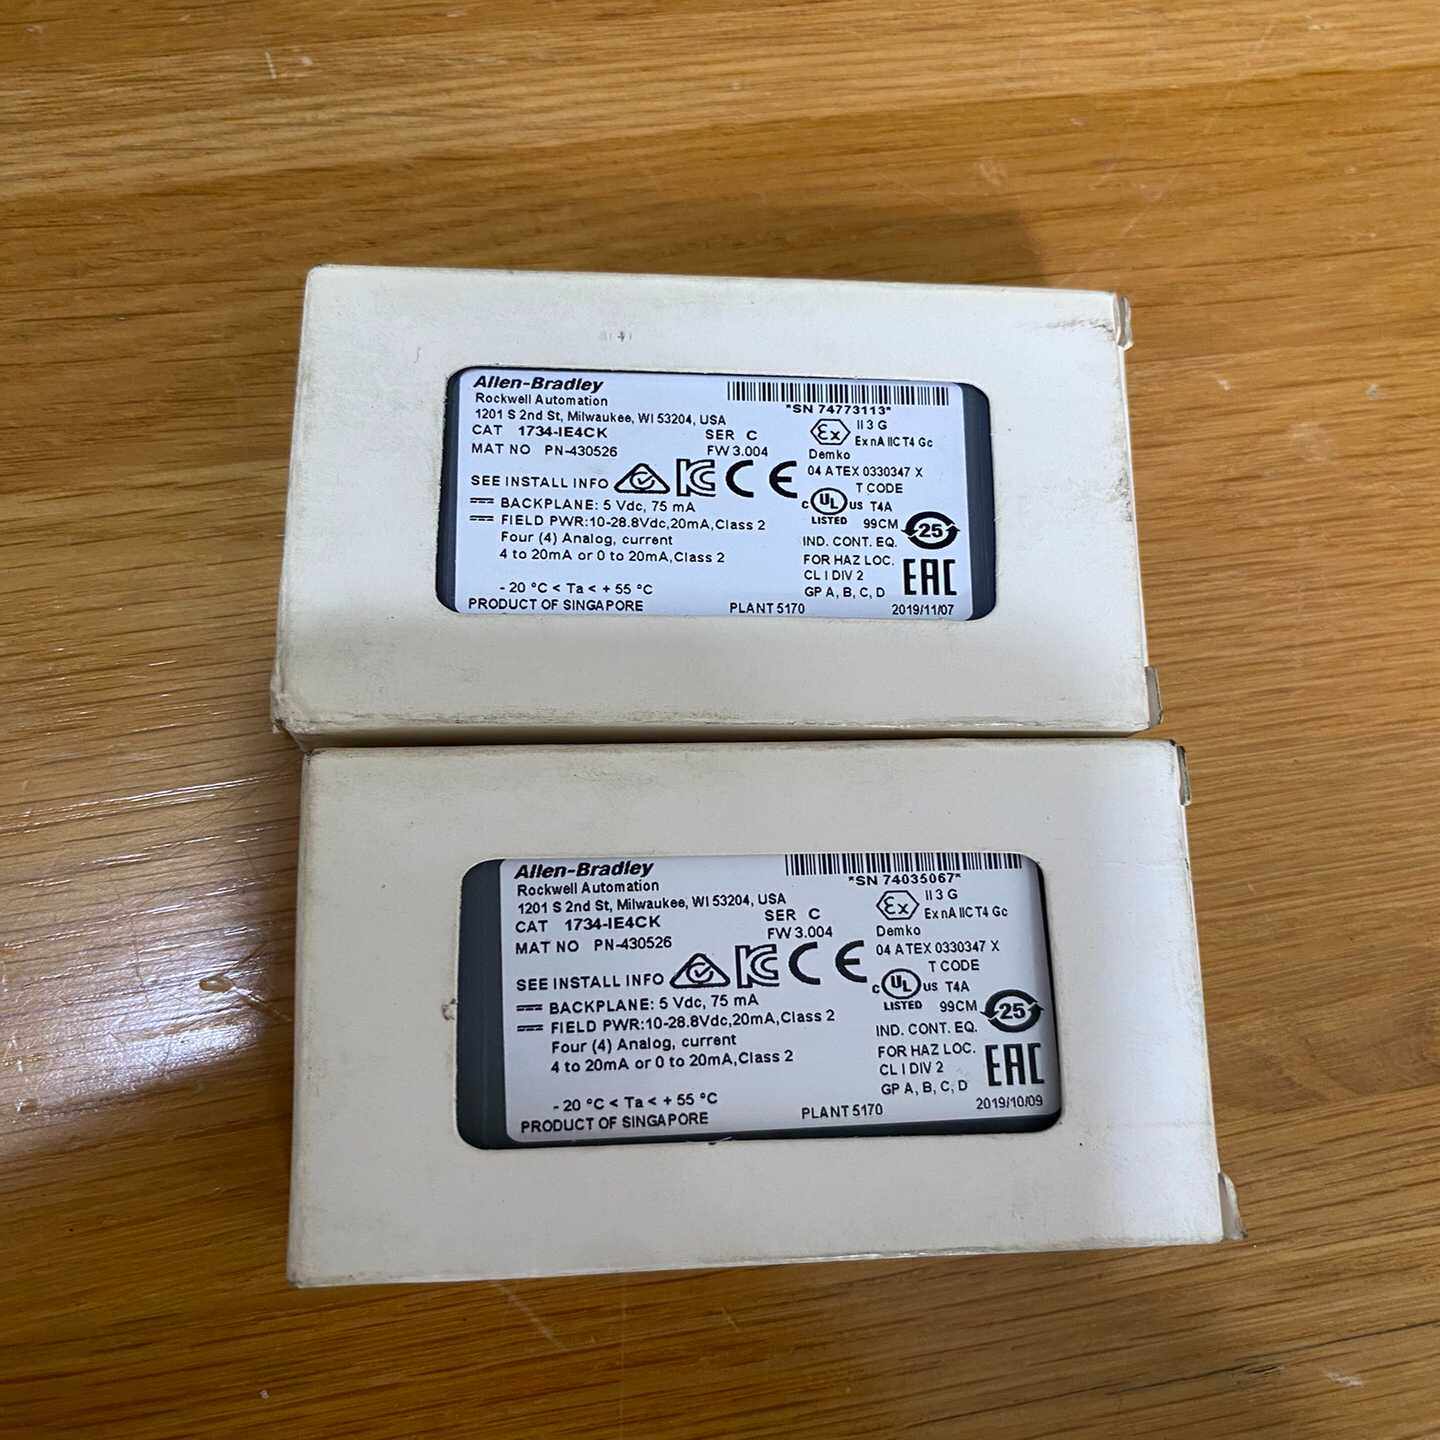 Allen-Bradley
Rockwell Automation
1201 S 2nd St, Milwaukee, WI 53204, USA
CAT 1734-IE4CK SER C
MAT NO PN-430526 FW 3.004
SEE INSTALL INFO KC CE
BACKPLANE: 5 Vdc, 75 mA
FIELD PWR:10-28.8Vdc,20mA,Class 2
Four (4) Analog, current
4 to 20mA or 0 to 20mA,Class 2
- 20 °C < Ta < + 55 °C
PRODUCT OF SINGAPORE PLANT 5170
*SN 74773113*
Ex II 3 G
Ex nA IIC T4 Gc
Demko
04 ATEX 0330347 X
T CODE
c UL us T4A
LISTED 99CM 25
IND. CONT. EQ.
FOR HAZ LOC.
CL I DIV 2 EAC
GP A, B, C, D
2019/11/07
Allen-Bradley
Rockwell Automation
1201 S 2nd St, Milwaukee, WI 53204, USA
CAT 1734-IE4CK SER C
MAT NO PN-430526 FW 3.004
SEE INSTALL INFO KC CE
BACKPLANE: 5 Vdc, 75 mA
FIELD PWR:10-28.8Vdc,20mA,Class 2
Four (4) Analog, current
4 to 20mA or 0 to 20mA,Class 2
- 20 °C < Ta < + 55 °C
PRODUCT OF SINGAPORE PLANT 5170
*SN 74035067*
Ex II 3 G
Ex nA IIC T4 Gc
Demko
04 ATEX 0330347 X
T CODE
c UL us T4A
LISTED 99CM 25
IND. CONT. EQ.
FOR HAZ LOC.
CL I DIV 2 EAC
GP A, B, C, D
2019/10/09